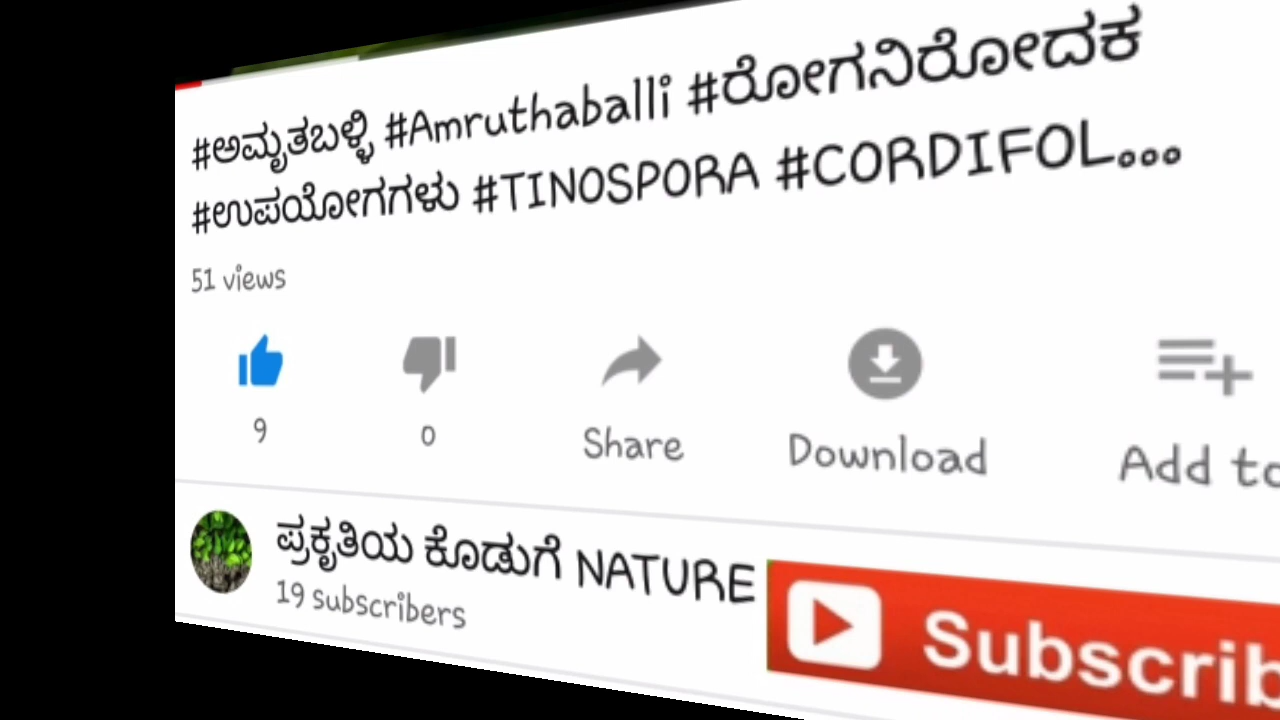 #ಅಮೃತಬಳ್ಳಿ #Amruthaballi #ರೋಗನಿರೋದಕ
#ಉಪಯೋಗಗಳು #TINOSPORA #CORDIFOL...
51 views
9
0
Share
Download
Add to
ಪ್ರಕೃತಿಯ ಕೊಡುಗೆ NATURE
19 subscribers
Subscrib